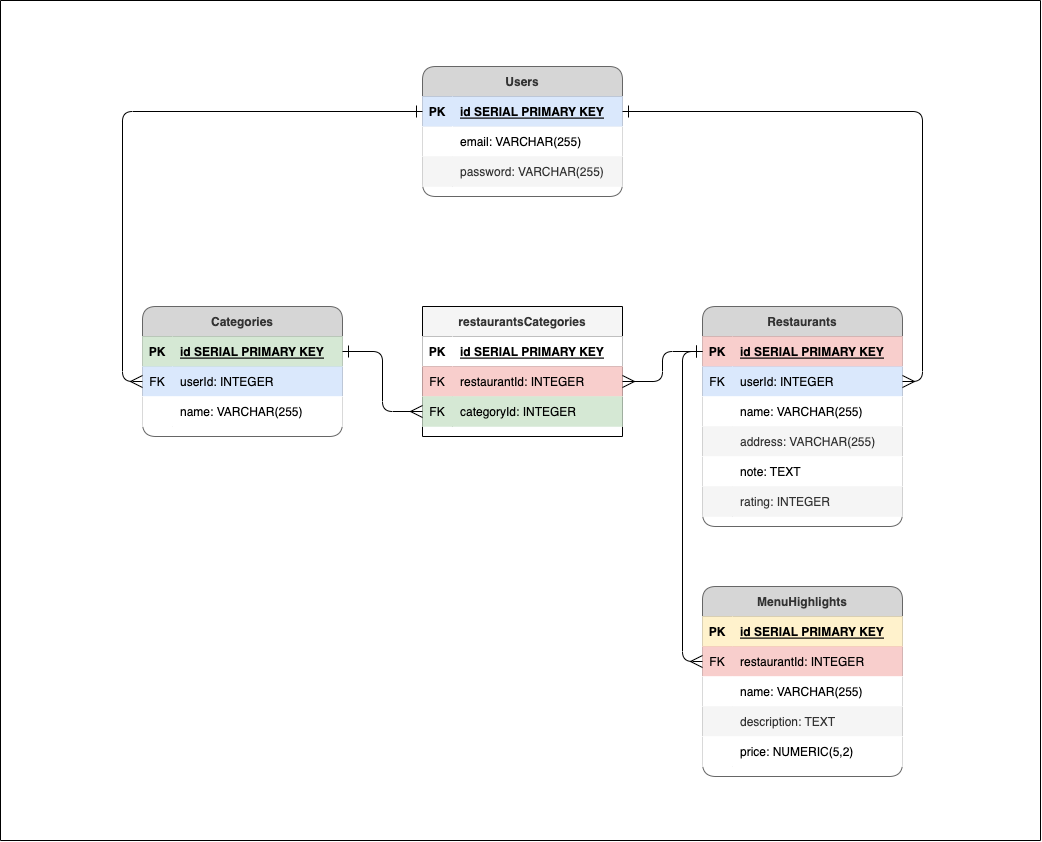 Users
PK id SERIAL PRIMARY KEY
email: VARCHAR(255)
password: VARCHAR(255)
Categories
PK id SERIAL PRIMARY KEY
FK userId: INTEGER
name: VARCHAR(255)
restaurantsCategories
PK id SERIAL PRIMARY KEY
FK restaurantId: INTEGER
FK categoryId: INTEGER
Restaurants
PK id SERIAL PRIMARY KEY
FK userId: INTEGER
name: VARCHAR(255)
address: VARCHAR(255)
note: TEXT
rating: INTEGER
MenuHighlights
PK id SERIAL PRIMARY KEY
FK restaurantId: INTEGER
name: VARCHAR(255)
description: TEXT
price: NUMERIC(5,2)